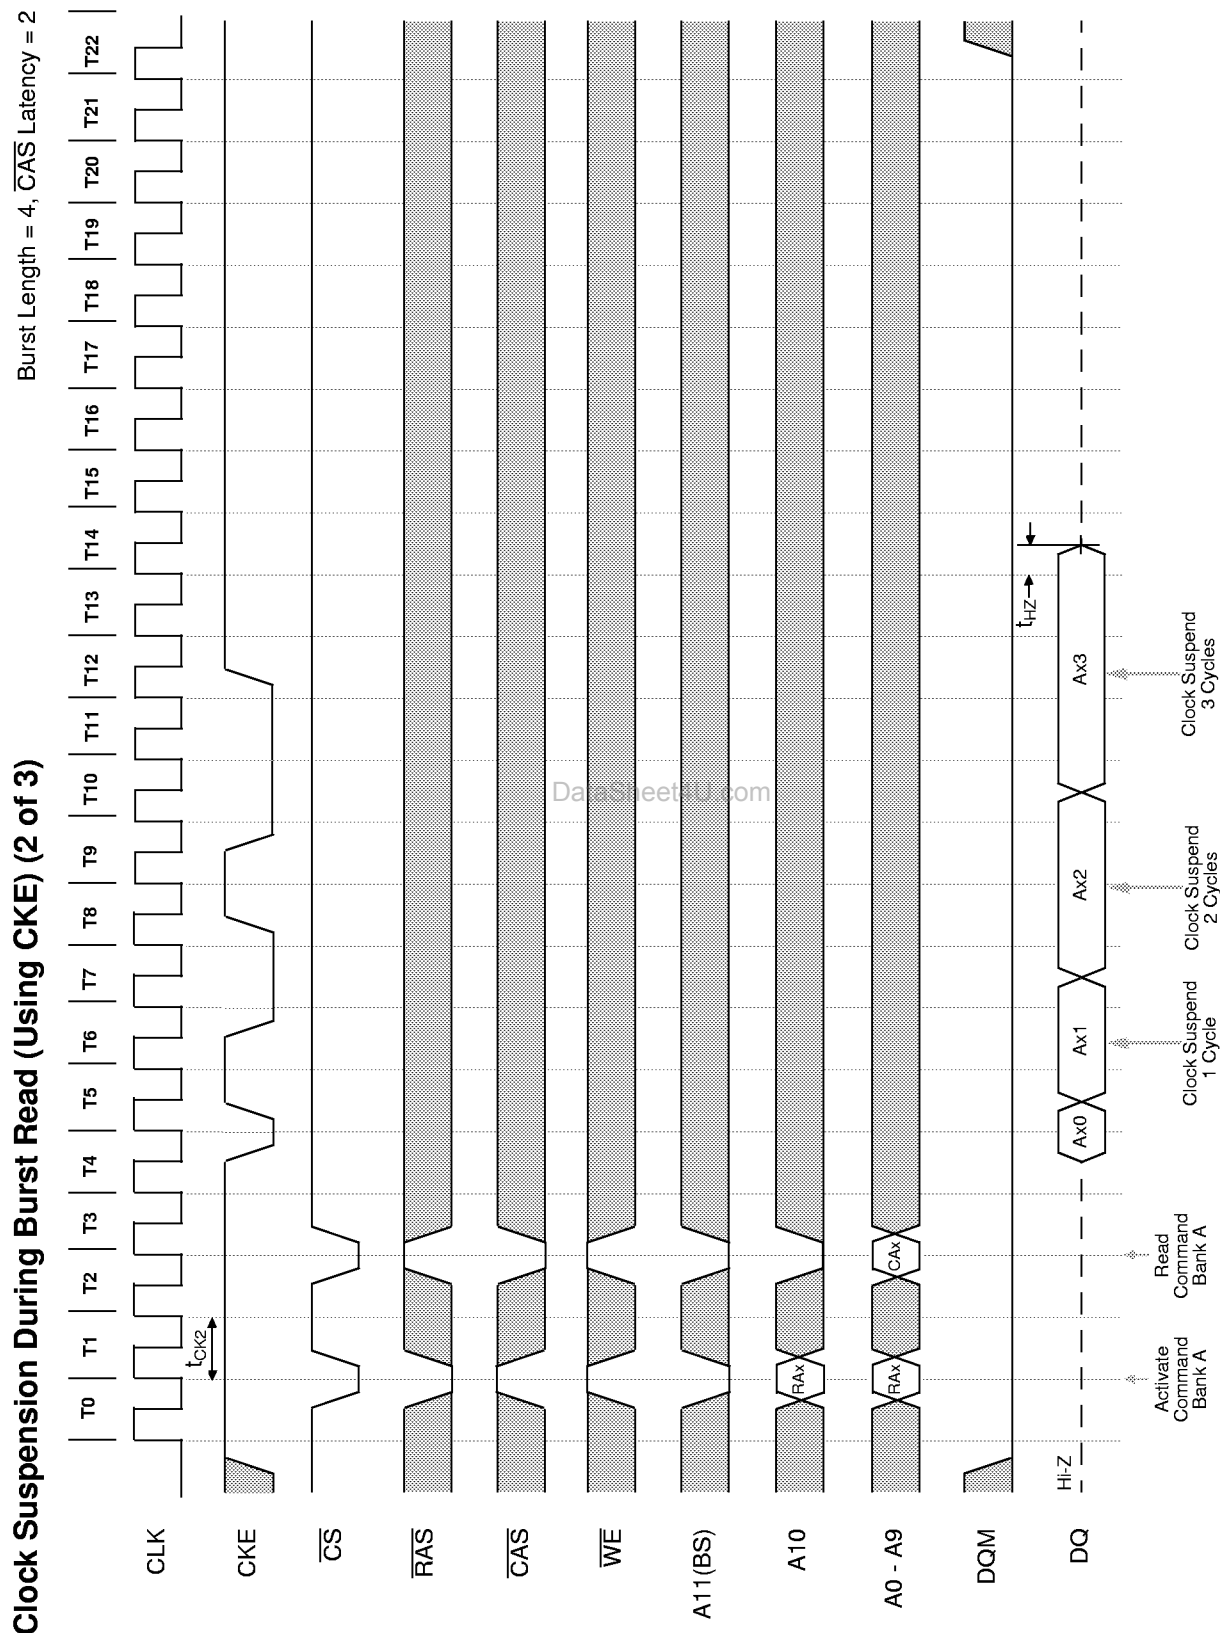 Clock Suspension During Burst Read (Using CKE) (2 of 3)
Burst Length = 4, CAS Latency = 2
T0 T1 T2 T3 T4 T5 T6 T7 T8 T9 T10 T11 T12 T13 T14 T15 T16 T17 T18 T19 T20 T21 T22
CLK
tCK2
CKE
CS
RAS
CAS
WE
A11(BS)
A10
RAx
A0 - A9
RAx CAx
DQM
tHZ
DQ
Hi-Z
Ax0 Ax1 Ax2 Ax3
Activate
Command
Bank A
Read
Command
Bank A
Clock Suspend
1 Cycle
Clock Suspend
2 Cycles
Clock Suspend
3 Cycles
DataSheet4U.com